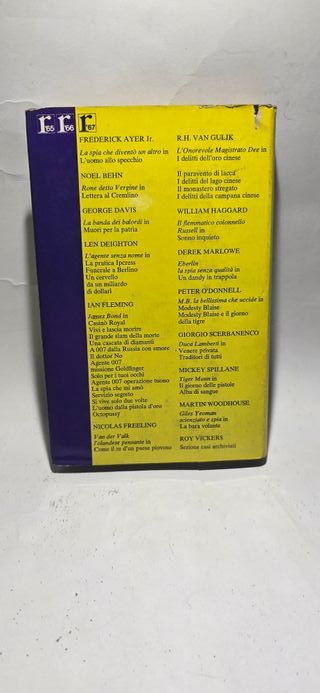 r'65 r'66 r'67
FREDERICK AYER Jr.
La spia che diventò un altro in
L'uomo allo specchio
NOEL BEHN
Rone detto Vergine in
Lettera al Cremlino
GEORGE DAVIS
La banda dei balordi in
Muori per la patria
LEN DEIGHTON
L'agente senza nome in
La pratica Ipcress
Funerale a Berlino
Un cervello
da un miliardo
di dollari
IAN FLEMING
James Bond in
Casinò Royal
Vivi e lascia morire
Il grande slam della morte
Una cascata di diamanti
A 007 dalla Russia con amore
Il dottor No
Agente 007
missione Goldfinger
Solo per i tuoi occhi
Agente 007 operazione tuono
La spia che mi amò
Servizio segreto
Si vive solo due volte
L'uomo dalla pistola d'oro
Octopussy
NICOLAS FREELING
Van der Valk
l'olandese pensante in
Come il re d'un paese piovoso
R.H. VAN GULIK
L'Onorevole Magistrato Dee in
I delitti dell'oro cinese
Il paravento di lacca
I delitti del lago cinese
Il monastero stregato
I delitti della campana cinese
WILLIAM HAGGARD
Il flemmatico colonnello
Russell in
Sonno inquieto
DEREK MARLOWE
Eberlin
la spia senza qualità in
Un dandy in trappola
PETER O'DONNELL
M.B. la bellissima che uccide in
Modesty Blaise
Modesty Blaise e il giorno
della tigre
GIORGIO SCERBANENCO
Duca Lamberti in
Venere privata
Traditori di tutti
MICKEY SPILLANE
Tiger Mann in
Il giorno delle pistole
Alba di sangue
MARTIN WOODHOUSE
Giles Yeoman
scienziato e spia in
La bara volante
ROY VICKERS
Sezione casi archiviati